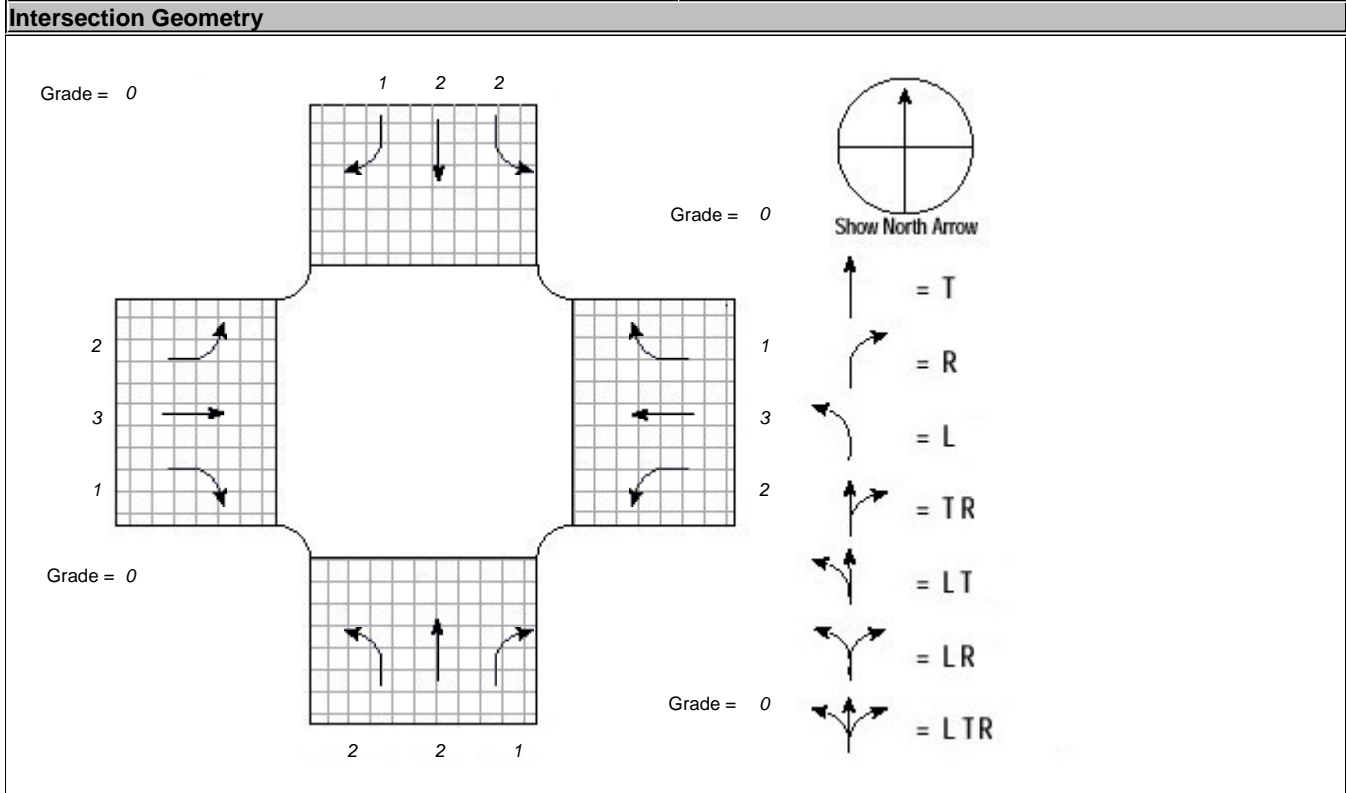 Intersection Geometry
Grade = 0
1 2 2
Grade = 0
Show North Arrow
= T
= R
= L
= TR
= LT
= LR
= LTR
2
3
1
1
3
2
Grade = 0
Grade = 0
2 2 1